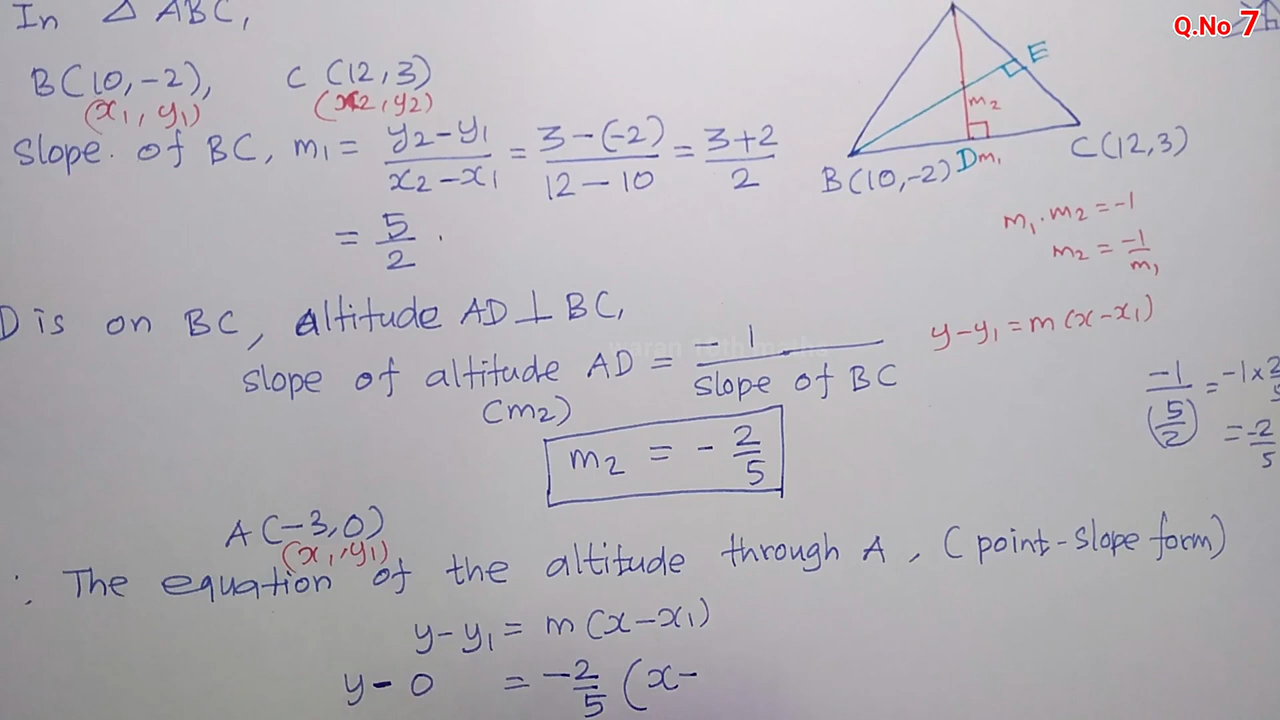 In △ ABC,
Q.No 7
B(10,-2), C (12,3)
(x1, y1) (x2, y2)
Slope. of BC, m1 = y2-y1/x2-x1 = 3-(-2)/12-10 = 3+2/2
= 5/2 .
E
m2
B(10,-2) D m1 C(12,3)
m1.m2 = -1
m2 = -1/m1
D is on BC, Altitude AD ⊥ BC,
slope of altitude AD = -1/slope of BC
(m2)
y-y1 = m(x-x1)
-1/(5/2) = -1×2/5
= -2/5
m2 = -2/5
A(-3,0)
(x1,y1)
∴ The equation of the altitude through A, (point-slope form)
y-y1 = m(x-x1)
y-0 = -2/5 (x-